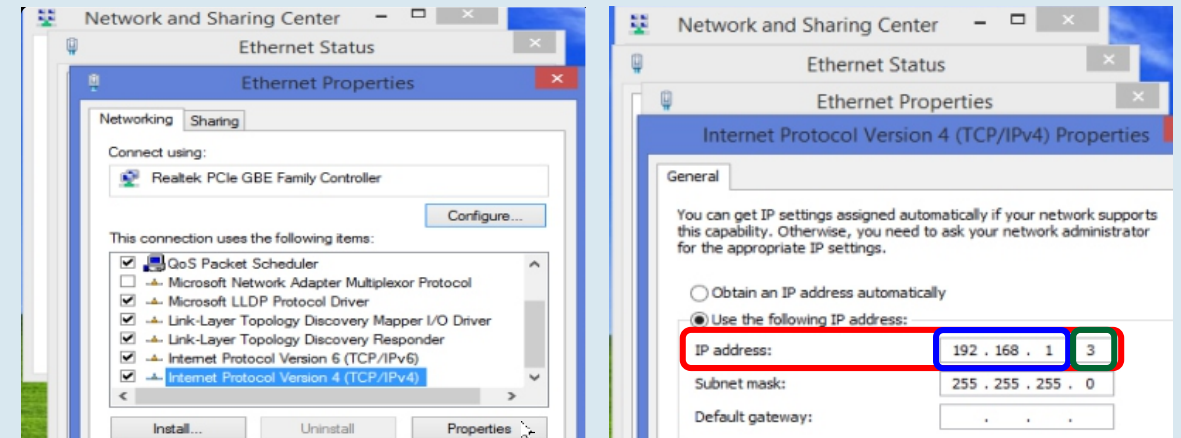 Network and Sharing Center
Ethernet Status
Ethernet Properties
Networking Sharing
Connect using:
Realtek PCIe GBE Family Controller
Configure...
This connection uses the following items:
QoS Packet Scheduler
Microsoft Network Adapter Multiplexor Protocol
Microsoft LLDP Protocol Driver
Link-Layer Topology Discovery Mapper I/O Driver
Link-Layer Topology Discovery Responder
Internet Protocol Version 6 (TCP/IPv6)
Internet Protocol Version 4 (TCP/IPv4)
Install... Uninstall Properties
Network and Sharing Center
Ethernet Status
Ethernet Properties
Internet Protocol Version 4 (TCP/IPv4) Properties
General
You can get IP settings assigned automatically if your network supports
this capability. Otherwise, you need to ask your network administrator
for the appropriate IP settings.
Obtain an IP address automatically
Use the following IP address:
IP address: 192 . 168 . 1 3
Subnet mask: 255 . 255 . 255 . 0
Default gateway: . . .